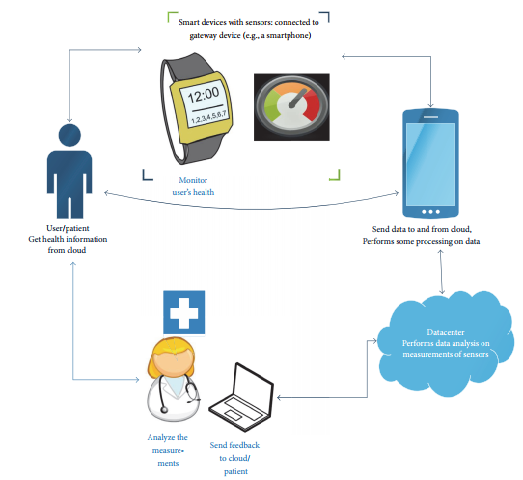 Smart devices with sensors: connected to
gateway device (e.g., a smartphone)
12:00
1,2,3,4,5,6,7
Monitor
user's health
User/patient
Get health information
from cloud
Send data to and from cloud,
Performs some prcessing on data
Datacenter
Performs data analysis on
measurements of sensors
Analyze the
measure-
ments
Send feedback
to cloud/
patient